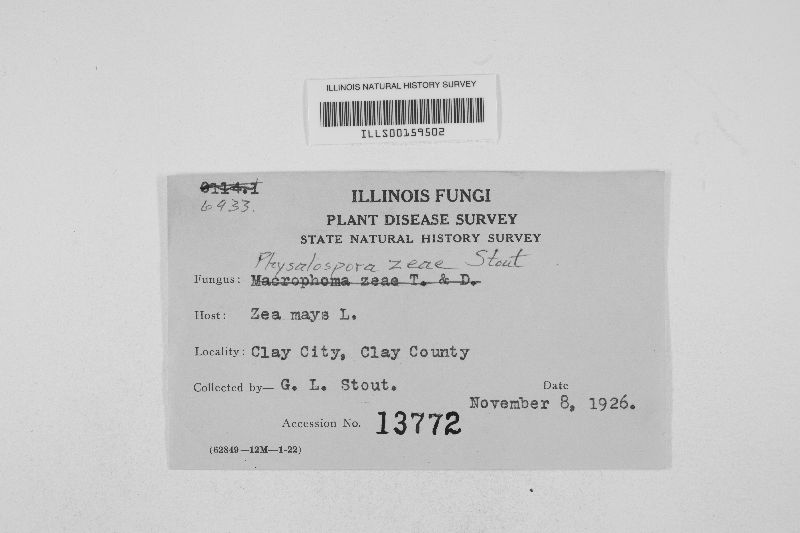 ILLINOIS NATURAL HISTORY SURVEY
ILLS00159502
0114.1
6933.
ILLINOIS FUNGI
PLANT DISEASE SURVEY
STATE NATURAL HISTORY SURVEY
Physalospora zeae Stout
Fungus: Macrophoma zeae T. & D.
Host: Zea mays L.
Locality: Clay City, Clay County
Collected by— G. L. Stout.
Date
November 8, 1926.
Accession No. 13772
(62849—12M—1-22)